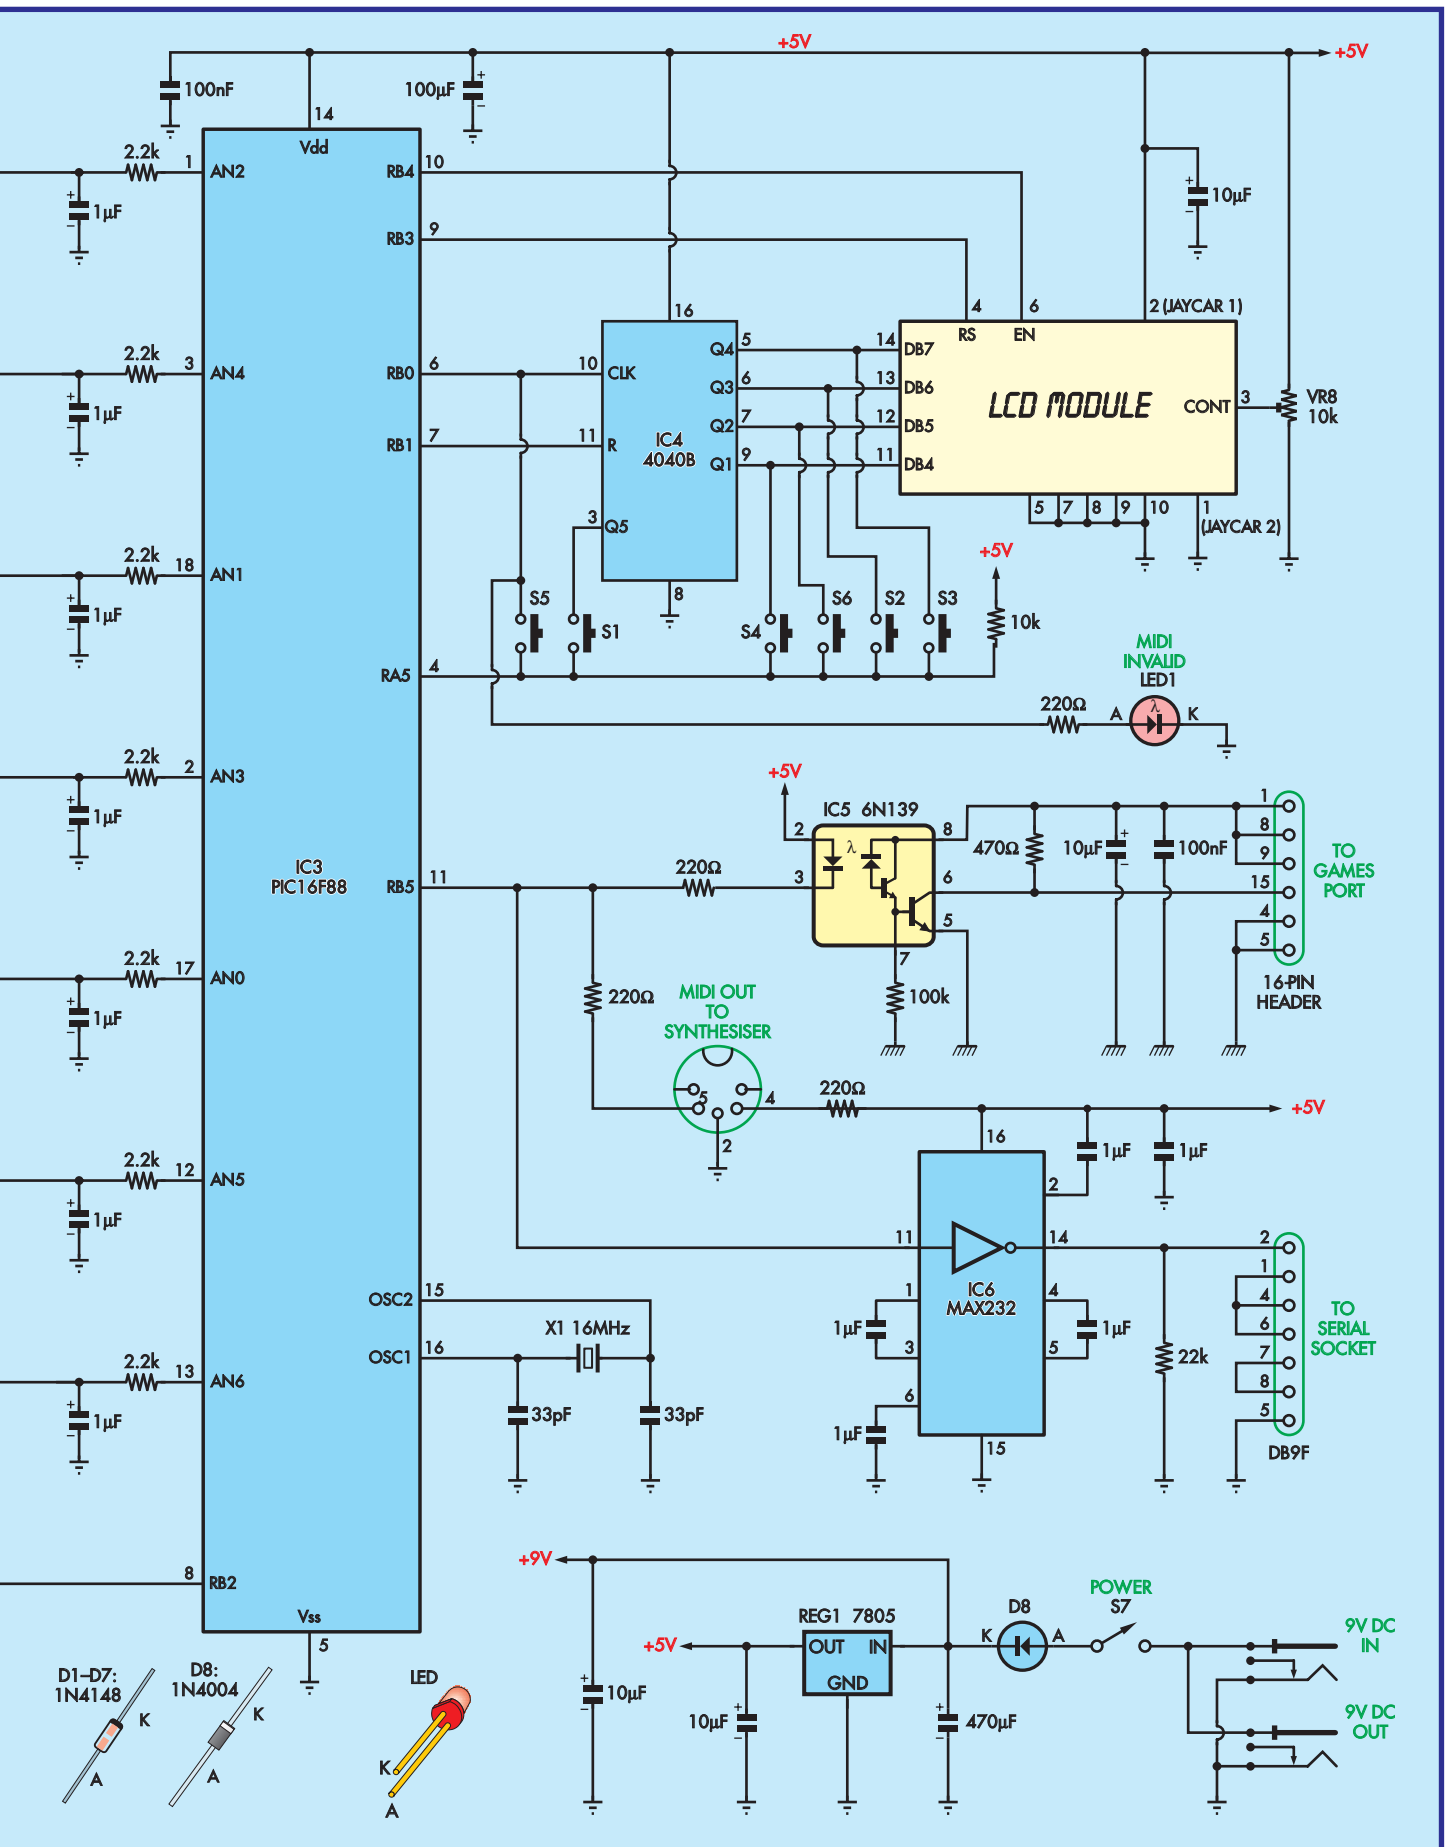 +5V
+5V
100nF
100µF
+
−
14
Vdd
2.2k
1
AN2
+
1µF
−
RB4
10
10µF
+
−
RB3
9
2.2k
3
AN4
+
1µF
−
RB0
6
RB1
7
16
10
CLK
11
R
IC4
4040B
3
Q5
8
Q4
5
Q3
6
Q2
7
Q1
9
4
6
2 (JAYCAR 1)
RS
EN
14
DB7
13
DB6
12
DB5
11
DB4
LCD MODULE
CONT
3
VR8
10k
5
7
8
9
10
1
(JAYCAR 2)
2.2k
18
AN1
+
1µF
−
S5
S1
S4
S6
S2
S3
+5V
10k
RA5
4
MIDI
INVALID
LED1
220Ω
A
λ
K
2.2k
2
AN3
+
1µF
−
+5V
IC5 6N139
2
3
λ
8
6
5
7
470Ω
10µF
+
−
100nF
100k
1
8
9
15
4
5
TO
GAMES
PORT
16-PIN
HEADER
IC3
PIC16F88
RB5
11
220Ω
220Ω
MIDI OUT
TO
SYNTHESISER
5
4
2
220Ω
+5V
2.2k
17
AN0
+
1µF
−
2.2k
12
AN5
+
1µF
−
16
1µF
1µF
2
11
14
IC6
MAX232
1
1µF
3
4
1µF
5
6
1µF
15
22k
2
1
4
6
7
8
5
TO
SERIAL
SOCKET
DB9F
OSC2
15
OSC1
16
X1 16MHz
33pF
33pF
2.2k
13
AN6
+
1µF
−
8
RB2
Vss
5
+9V
+
10µF
−
+5V
REG1 7805
OUT
IN
GND
+
10µF
−
+
470µF
−
K
D8
A
POWER
S7
9V DC
IN
9V DC
OUT
D1–D7:
1N4148
K
A
D8:
1N4004
K
A
LED
K
A